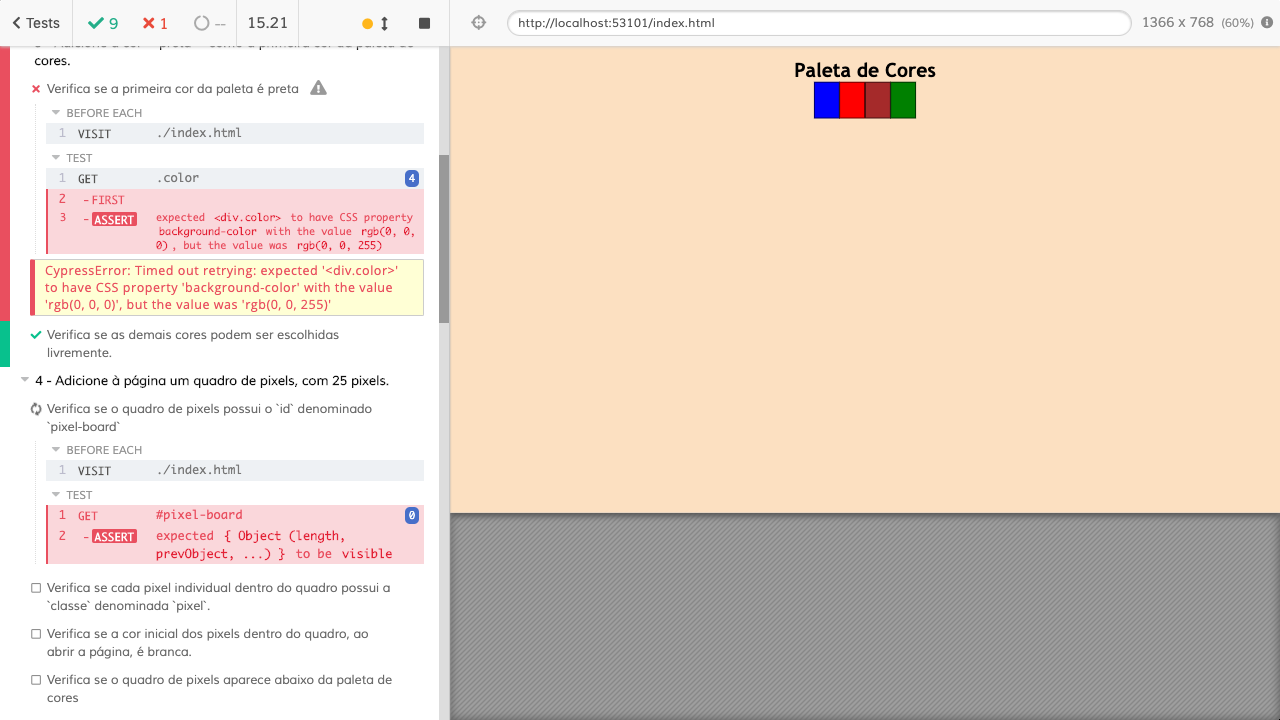 Tests
9
1
--
15.21
http://localhost:53101/index.html
1366 x 768 (60%)
cores.
Verifica se a primeira cor da paleta é preta
BEFORE EACH
1 VISIT ./index.html
TEST
1 GET .color 4
2 - FIRST
3 - ASSERT expected <div.color> to have CSS property
background-color with the value rgb(0, 0,
0), but the value was rgb(0, 0, 255)
CypressError: Timed out retrying: expected '<div.color>'
to have CSS property 'background-color' with the value
'rgb(0, 0, 0)', but the value was 'rgb(0, 0, 255)'
Verifica se as demais cores podem ser escolhidas
livremente.
4 - Adicione à página um quadro de pixels, com 25 pixels.
Verifica se o quadro de pixels possui o `id` denominado
`pixel-board`
BEFORE EACH
1 VISIT ./index.html
TEST
1 GET #pixel-board 0
2 - ASSERT expected { Object (length,
prevObject, ...) } to be visible
Verifica se cada pixel individual dentro do quadro possui a
`classe` denominada `pixel`.
Verifica se a cor inicial dos pixels dentro do quadro, ao
abrir a página, é branca.
Verifica se o quadro de pixels aparece abaixo da paleta de
cores
Paleta de Cores